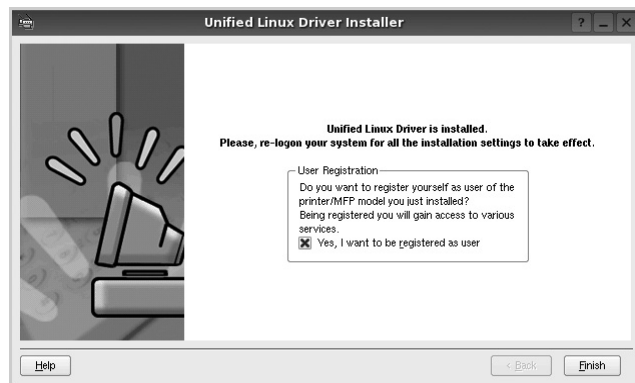 Unified Linux Driver Installer
Unified Linux Driver is installed.
Please, re-logon your system for all the installation settings to take effect.
User Registration
Do you want to register yourself as user of the
printer/MFP model you just installed?
Being registered you will gain access to various
services.
Yes, I want to be registered as user
Help
< Back
Finish